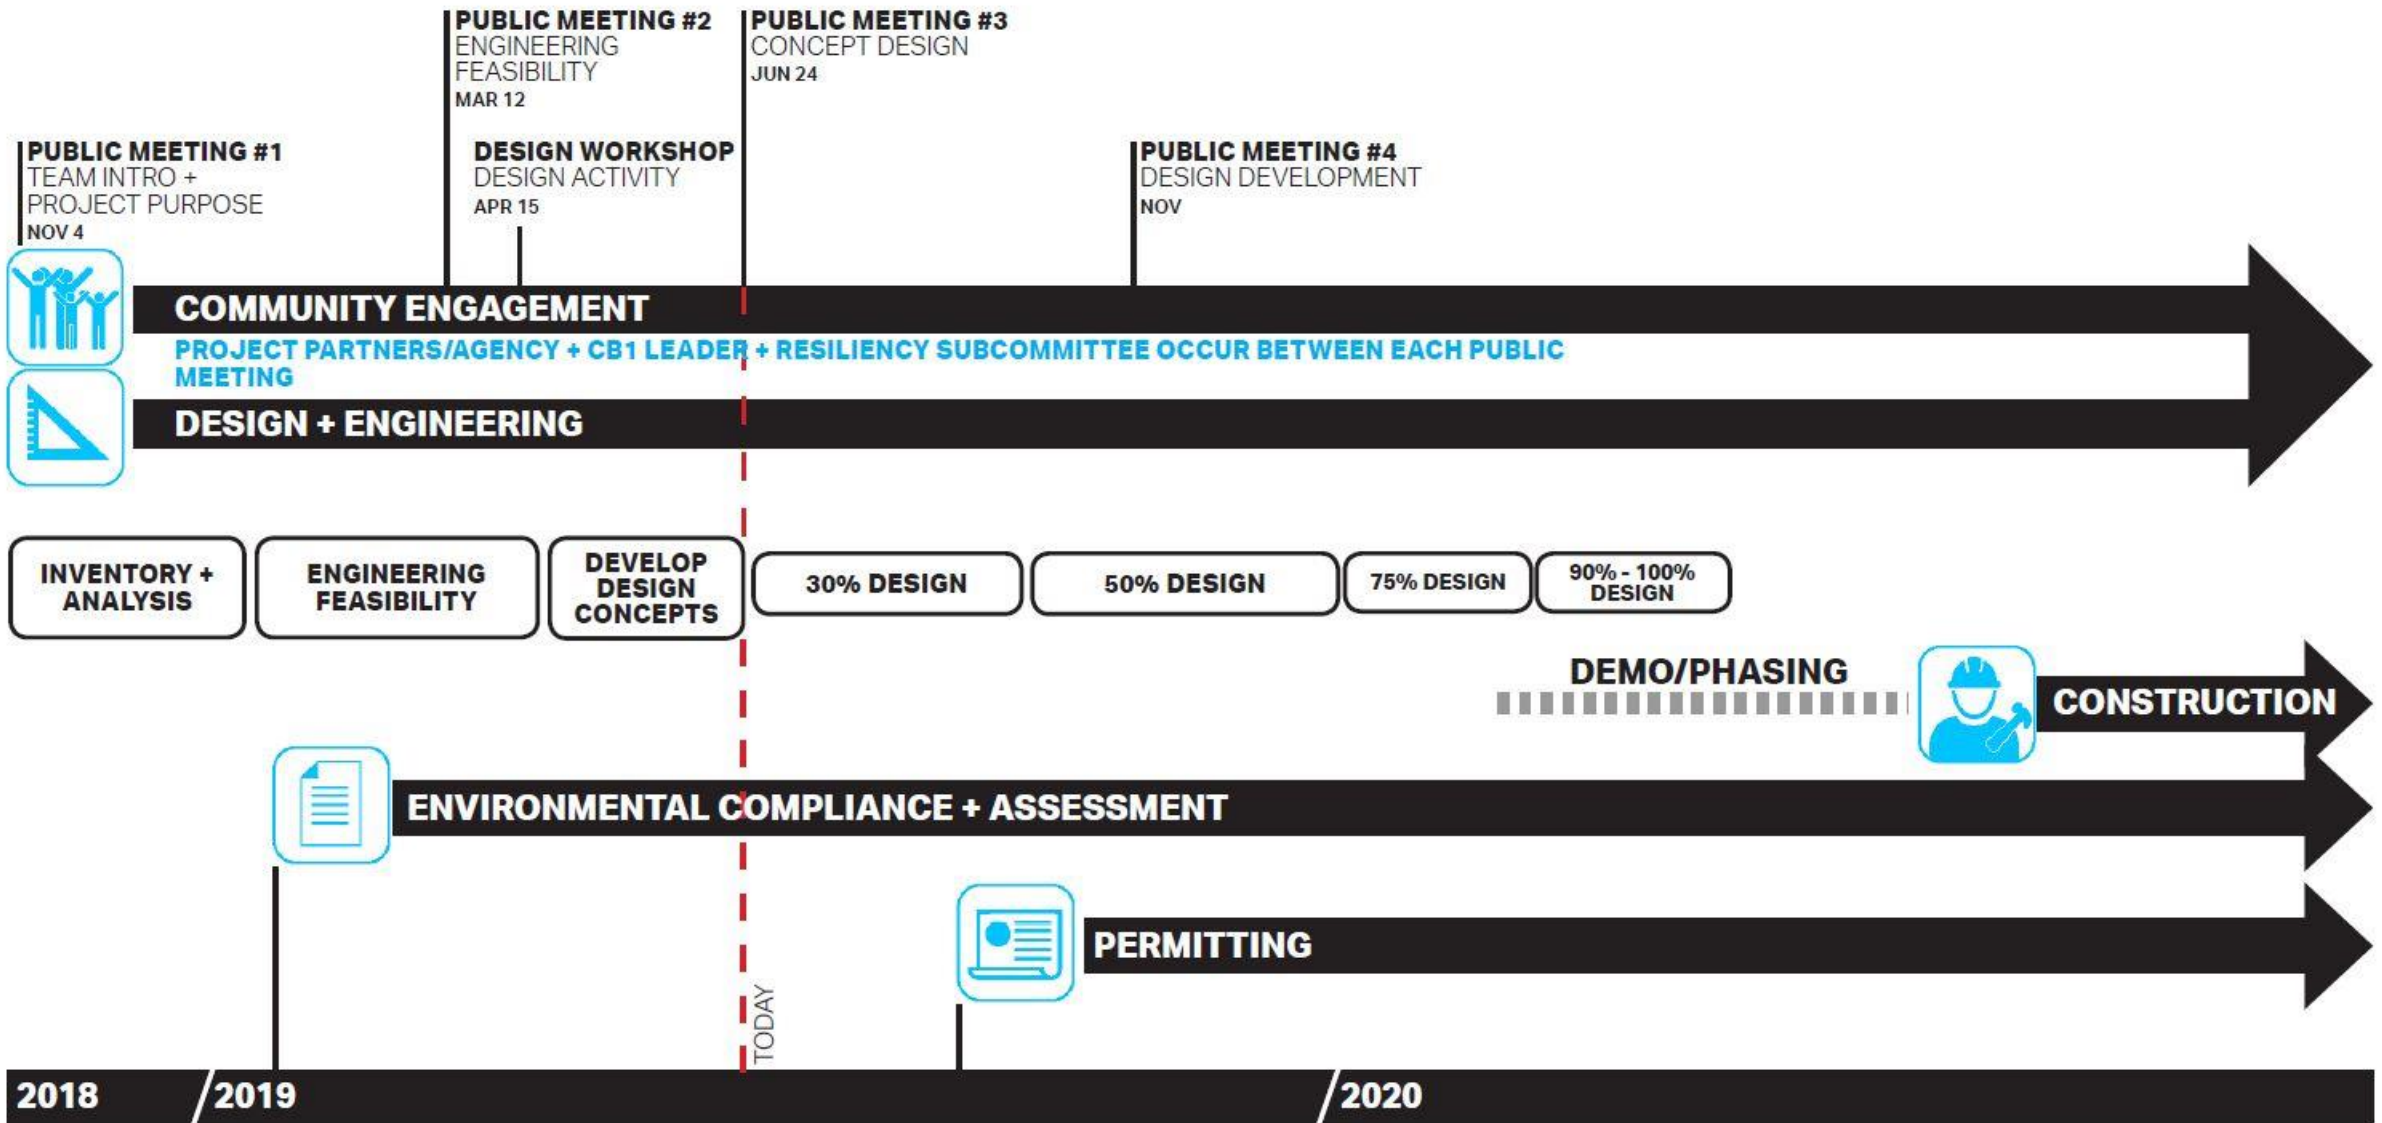 PUBLIC MEETING #2
ENGINEERING
FEASIBILITY
MAR 12
PUBLIC MEETING #3
CONCEPT DESIGN
JUN 24
PUBLIC MEETING #1
TEAM INTRO +
PROJECT PURPOSE
NOV 4
DESIGN WORKSHOP
DESIGN ACTIVITY
APR 15
PUBLIC MEETING #4
DESIGN DEVELOPMENT
NOV
COMMUNITY ENGAGEMENT
PROJECT PARTNERS/AGENCY + CB1 LEADER + RESILIENCY SUBCOMMITTEE OCCUR BETWEEN EACH PUBLIC
MEETING
DESIGN + ENGINEERING
INVENTORY +
ANALYSIS
ENGINEERING
FEASIBILITY
DEVELOP
DESIGN
CONCEPTS
30% DESIGN
50% DESIGN
75% DESIGN
90% - 100%
DESIGN
DEMO/PHASING
CONSTRUCTION
ENVIRONMENTAL COMPLIANCE + ASSESSMENT
PERMITTING
TODAY
2018
2019
2020